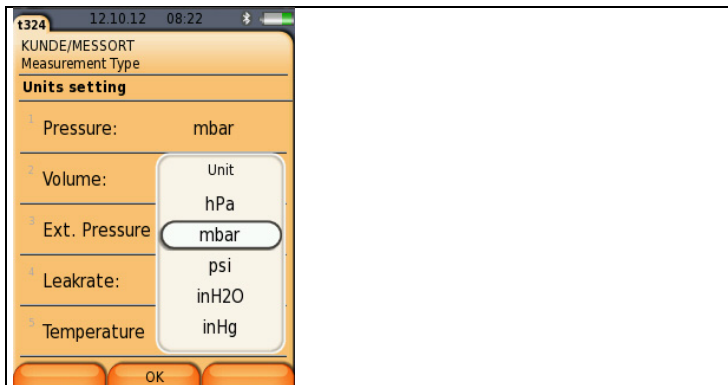 t324 12.10.12 08:22
KUNDE/MESSORT
Measurement Type
Units setting
1 Pressure: mbar
2 Volume:
3 Ext. Pressure
4 Leakrate:
5 Temperature
Unit
hPa
mbar
psi
inH2O
inHg
OK